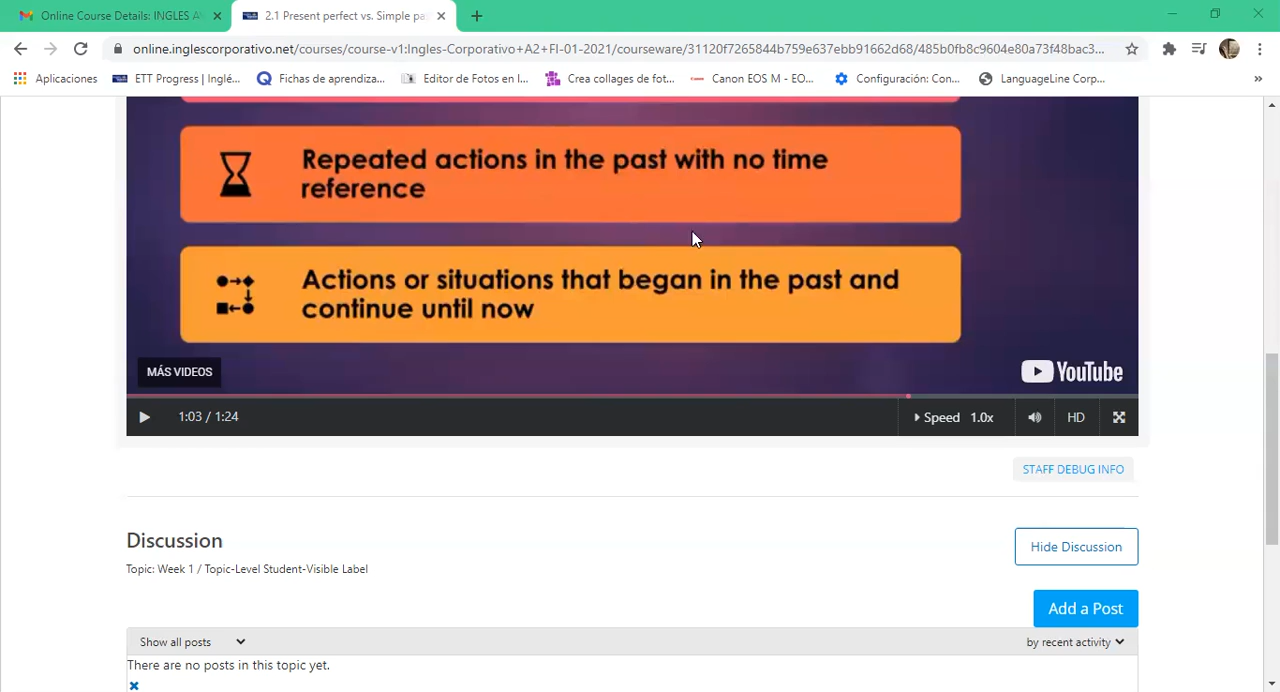 Online Course Details: INGLES A
2.1 Present perfect vs. Simple pa
online.inglescorporativo.net/courses/course-v1:Ingles-Corporativo+A2+FI-01-2021/courseware/31120f7265844b759e637ebb91662d68/485b0fb8c9604e80a73f48bac3...
Aplicaciones
ETT Progress | Inglé...
Fichas de aprendiza...
Editor de Fotos en l...
Crea collages de fot...
Canon EOS M - EO...
Configuración: Con...
LanguageLine Corp...
»
Repeated actions in the past with no time
reference
Actions or situations that began in the past and
continue until now
MÁS VIDEOS
YouTube
1:03 / 1:24
Speed 1.0x
HD
STAFF DEBUG INFO
Discussion
Hide Discussion
Topic: Week 1 / Topic-Level Student-Visible Label
Add a Post
Show all posts
by recent activity
There are no posts in this topic yet.